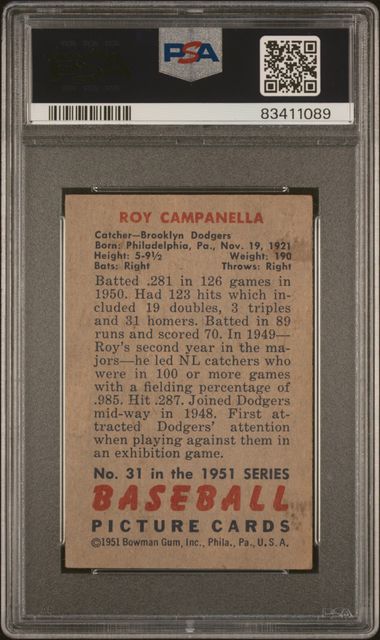 PSA
83411089
ROY CAMPANELLA
Catcher—Brooklyn Dodgers
Born: Philadelphia, Pa., Nov. 19, 1921
Height: 5-9½ Weight: 190
Bats: Right Throws: Right
Batted .281 in 126 games in
1950. Had 123 hits which in-
cluded 19 doubles, 3 triples
and 31 homers. Batted in 89
runs and scored 70. In 1949—
Roy's second year in the ma-
jors—he led NL catchers who
were in 100 or more games
with a fielding percentage of
.985. Hit .287. Joined Dodgers
mid-way in 1948. First at-
tracted Dodgers' attention
when playing against them in
an exhibition game.
No. 31 in the 1951 SERIES
BASEBALL
PICTURE CARDS
©1951 Bowman Gum, Inc., Phila., Pa., U.S.A.
PSA